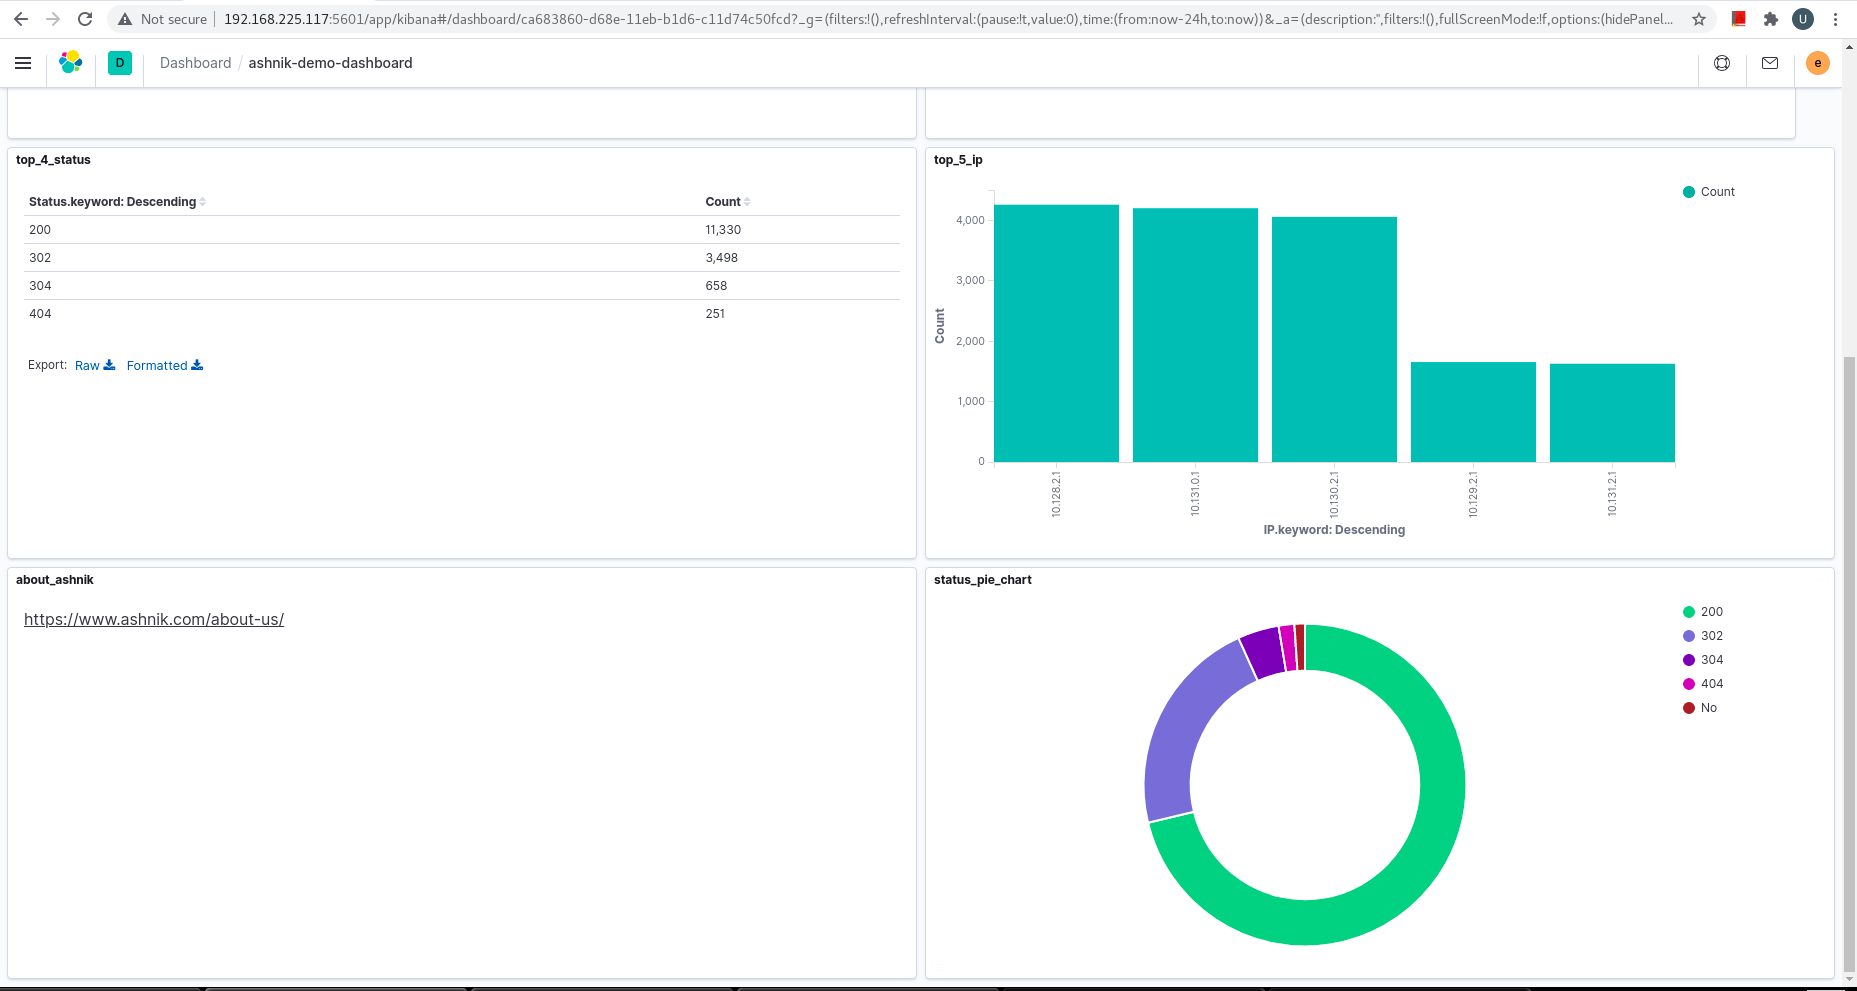 Not secure 192.168.225.117:5601/app/kibana#/dashboard/ca683860-d68e-11eb-b1d6-c11d74c50fcd?_g=(filters:!(),refreshInterval:(pause:!t,value:0),time:(from:now-24h,to:now))&_a=(description:'',filters:!(),fullScreenMode:!f,options:(hidePanel... U
D Dashboard / ashnik-demo-dashboard e
top_4_status
Status.keyword: Descending Count
200 11,330
302 3,498
304 658
404 251
Export: Raw Formatted
top_5_ip
Count
4,000
3,000
2,000
1,000
0
Count
10.128.2.1
10.131.0.1
10.130.2.1
10.129.2.1
10.131.2.1
IP.keyword: Descending
about_ashnik
https://www.ashnik.com/about-us/
status_pie_chart
200
302
304
404
No